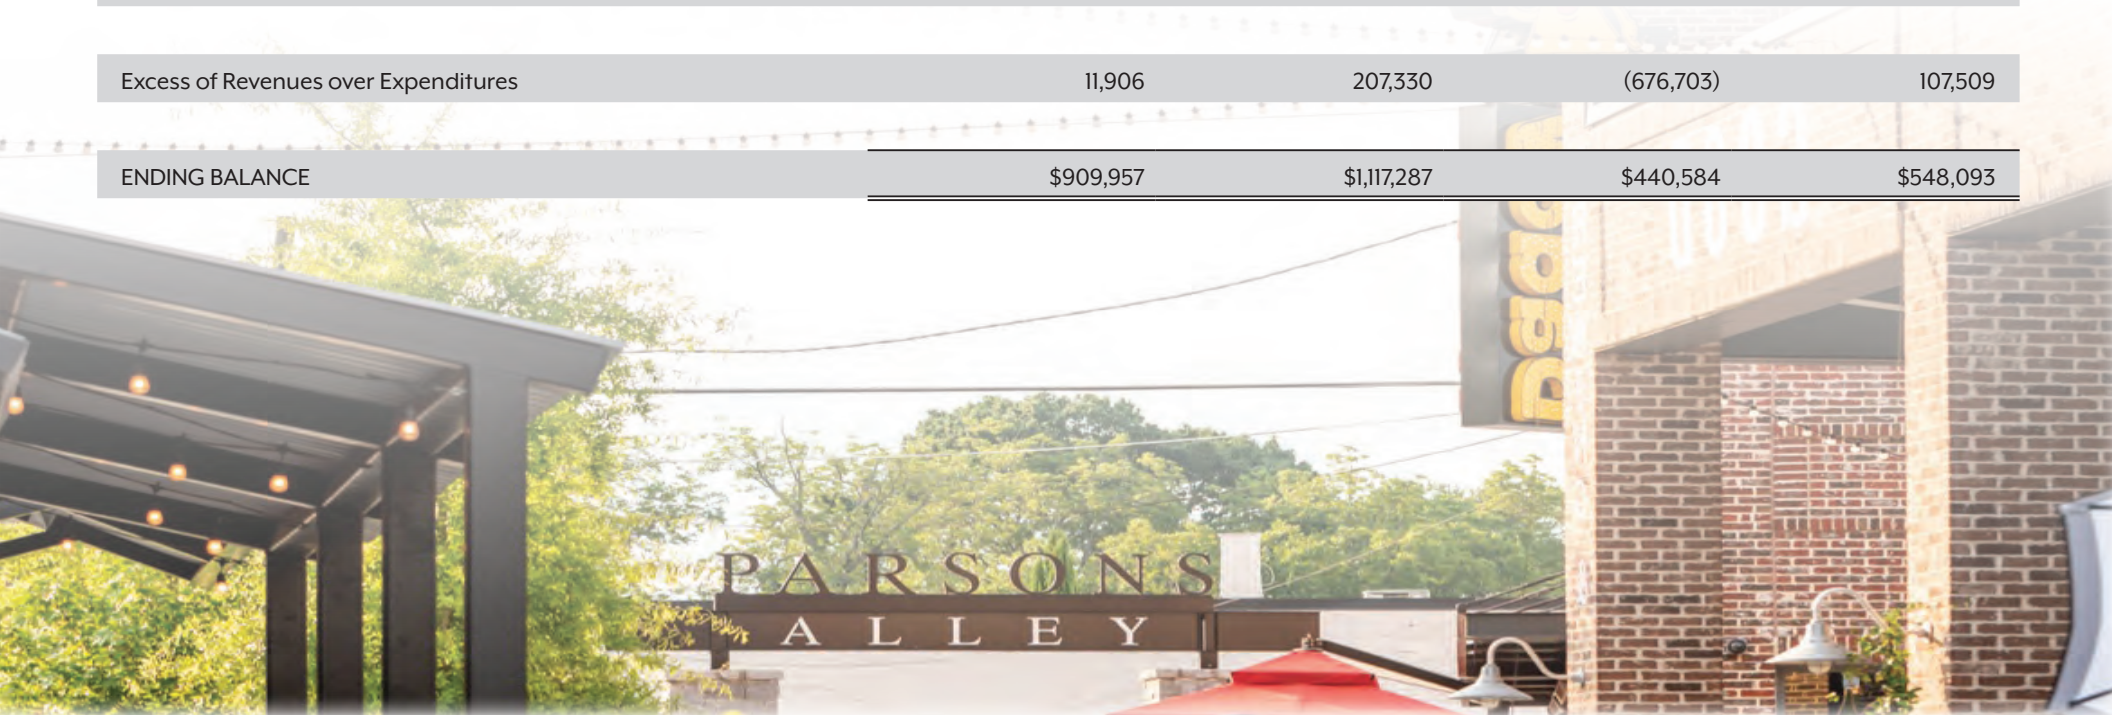 Excess of Revenues over Expenditures 11,906 207,330 (676,703) 107,509
ENDING BALANCE $909,957 $1,117,287 $440,584 $548,093
PARSONS
ALLEY